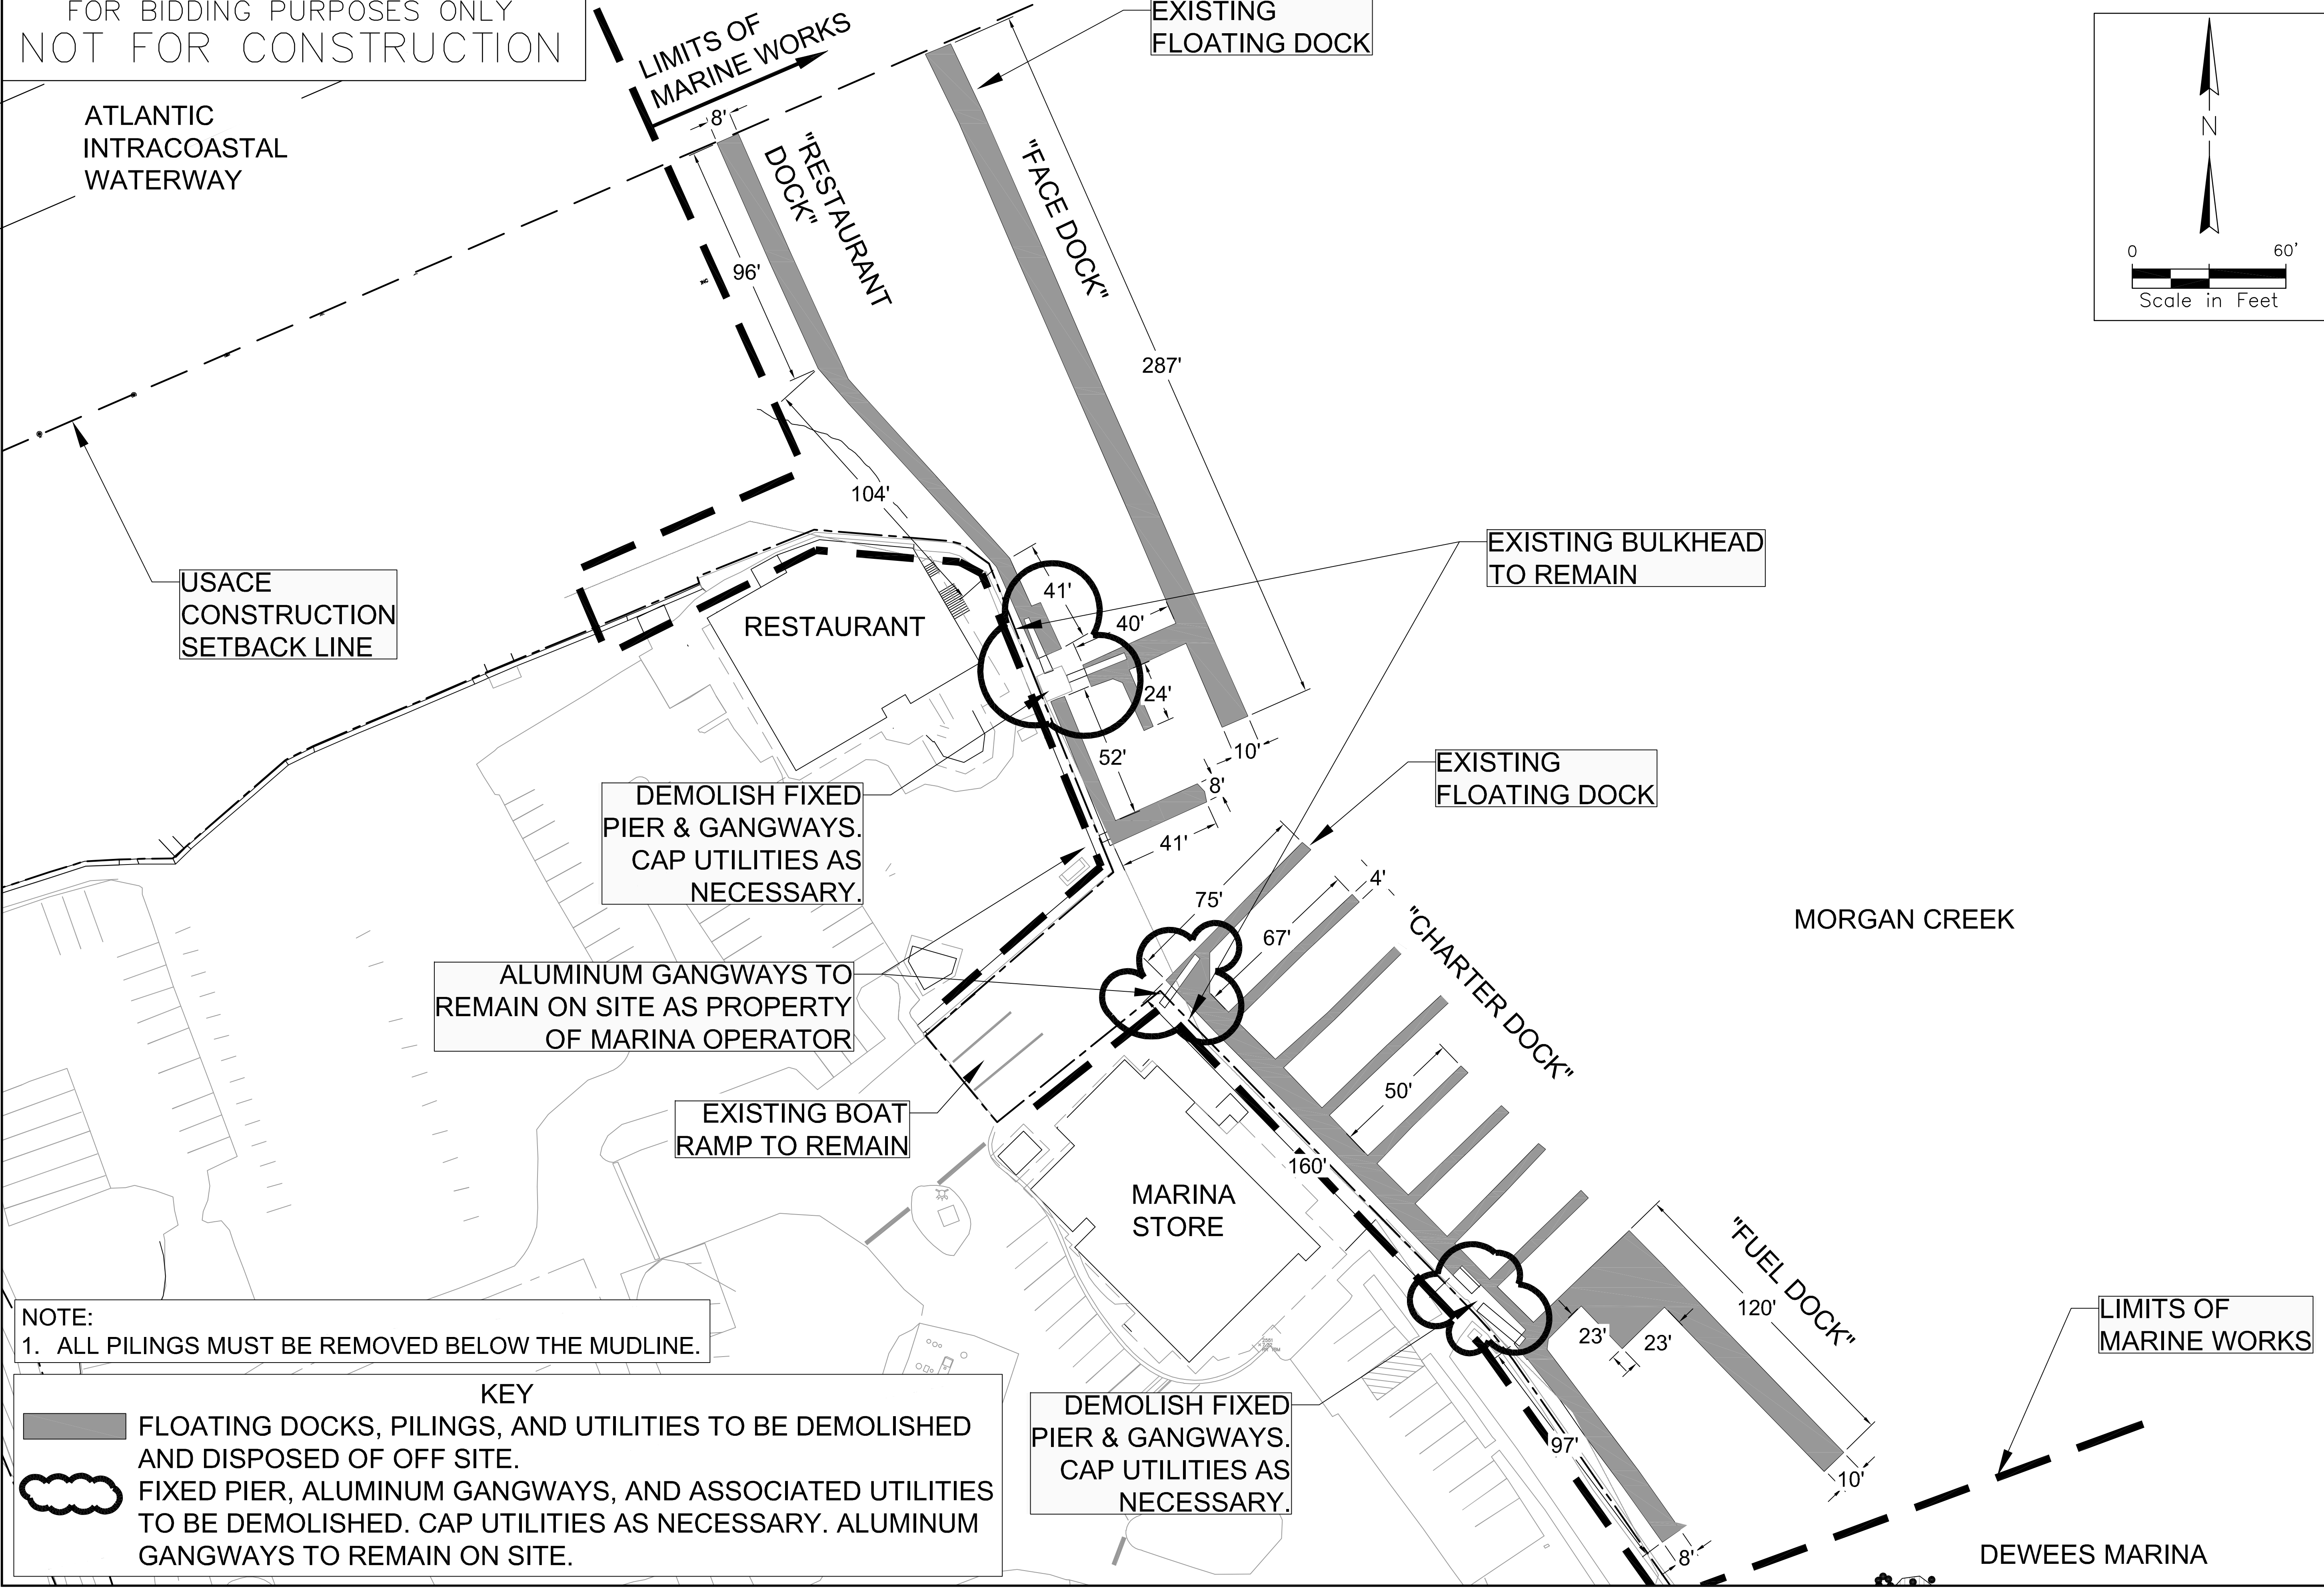 FOR BIDDING PURPOSES ONLY
NOT FOR CONSTRUCTION
LIMITS OF
MARINE WORKS
EXISTING
FLOATING DOCK
N
0 60'
Scale in Feet
ATLANTIC
INTRACOASTAL
WATERWAY
8'
"RESTAURANT
DOCK"
"FACE DOCK"
96'
287'
104'
USACE
CONSTRUCTION
SETBACK LINE
RESTAURANT
41'
40'
24'
52'
10'
8'
41'
EXISTING BULKHEAD
TO REMAIN
DEMOLISH FIXED
PIER & GANGWAYS.
CAP UTILITIES AS
NECESSARY.
EXISTING
FLOATING DOCK
75'
67'
4'
"CHARTER DOCK"
MORGAN CREEK
ALUMINUM GANGWAYS TO
REMAIN ON SITE AS PROPERTY
OF MARINA OPERATOR
50'
EXISTING BOAT
RAMP TO REMAIN
160'
MARINA
STORE
"FUEL DOCK"
120'
23'
23'
LIMITS OF
MARINE WORKS
97'
10'
8'
DEMOLISH FIXED
PIER & GANGWAYS.
CAP UTILITIES AS
NECESSARY.
DEWEES MARINA
NOTE:
1. ALL PILINGS MUST BE REMOVED BELOW THE MUDLINE.
KEY
FLOATING DOCKS, PILINGS, AND UTILITIES TO BE DEMOLISHED
AND DISPOSED OF OFF SITE.
FIXED PIER, ALUMINUM GANGWAYS, AND ASSOCIATED UTILITIES
TO BE DEMOLISHED. CAP UTILITIES AS NECESSARY. ALUMINUM
GANGWAYS TO REMAIN ON SITE.